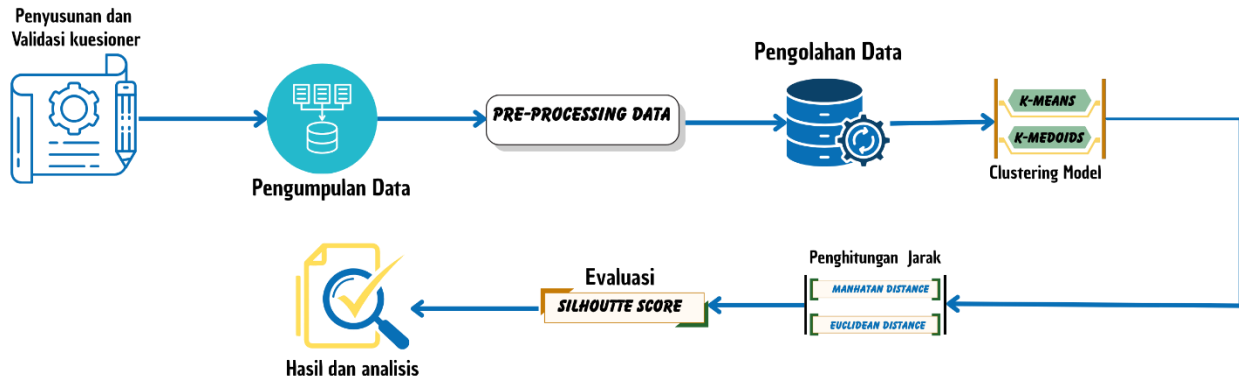 Penyusunan dan
Validasi kuesioner
Pengumpulan Data
PRE-PROCESSING DATA
Pengolahan Data
K-MEANS
K-MEDOIDS
Clustering Model
Penghitungan Jarak
MANHATAN DISTANCE
EUCLIDEAN DISTANCE
Evaluasi
SILHOUTTE SCORE
Hasil dan analisis